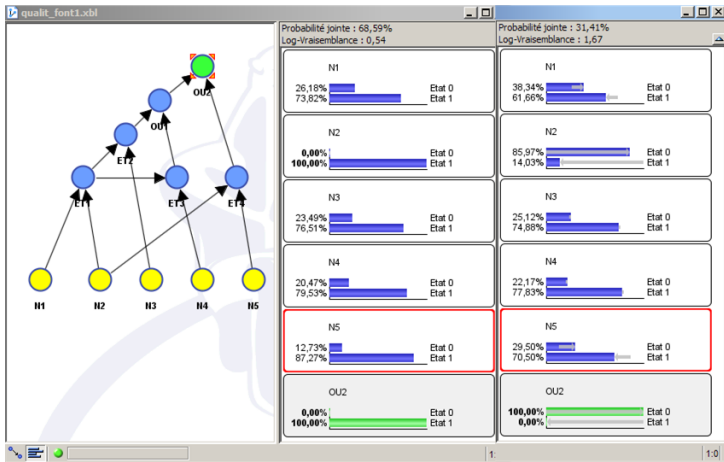 qualit_font1.xbl
OU2
OU1
ET2
ET1
ET3
ET4
N1
N2
N3
N4
N5
Probabilité jointe : 68,59%
Log-Vraisemblance : 0,54
N1
26,18% Etat 0
73,82% Etat 1
N2
0,00% Etat 0
100,00% Etat 1
N3
23,49% Etat 0
76,51% Etat 1
N4
20,47% Etat 0
79,53% Etat 1
N5
12,73% Etat 0
87,27% Etat 1
OU2
0,00% Etat 0
100,00% Etat 1
Probabilité jointe : 31,41%
Log-Vraisemblance : 1,67
N1
38,34% Etat 0
61,66% Etat 1
N2
85,97% Etat 0
14,03% Etat 1
N3
25,12% Etat 0
74,88% Etat 1
N4
22,17% Etat 0
77,83% Etat 1
N5
29,50% Etat 0
70,50% Etat 1
OU2
100,00% Etat 0
0,00% Etat 1
1:
1:0